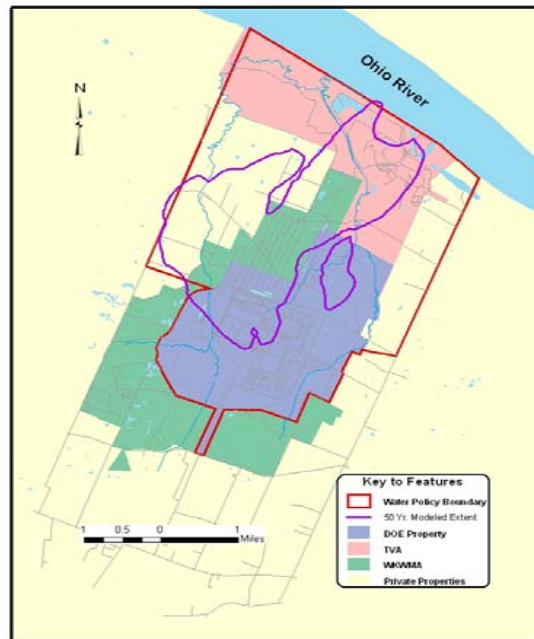 Ohio River
N
Key to Features
Water Policy Boundary
50 Yr. Modeled Extent
DOE Property
TVA
WKWMA
Private Properties
1 0.5 0 1
Miles